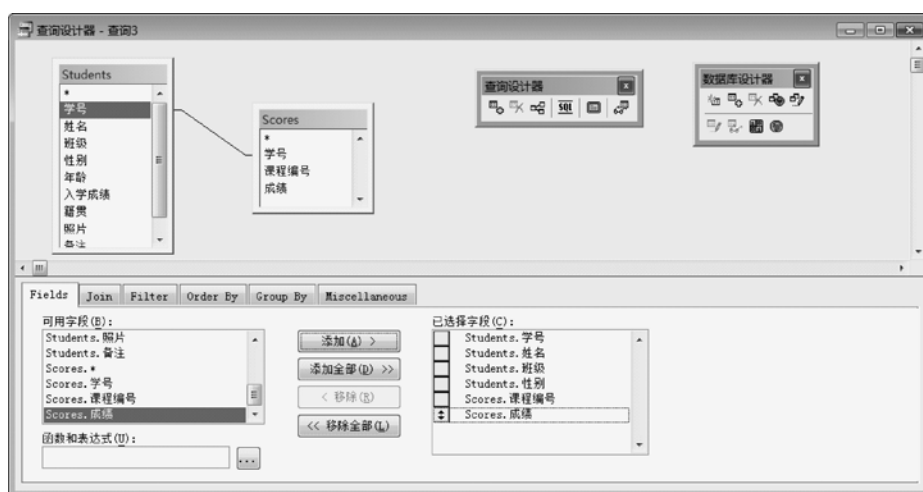 查询设计器 - 查询3
Students
*
学号
姓名
班级
性别
年龄
入学成绩
籍贯
照片
备注
Scores
*
学号
课程编号
成绩
查询设计器
SQL
数据库设计器
Fields
Join
Filter
Order By
Group By
Miscellaneous
可用字段(B):
Students.照片
Students.备注
Scores.*
Scores.学号
Scores.课程编号
Scores.成绩
函数和表达式(U):
...
添加(A) >
添加全部(D) >>
< 移除(R)
<< 移除全部(L)
已选择字段(C):
Students.学号
Students.姓名
Students.班级
Students.性别
Scores.课程编号
Scores.成绩